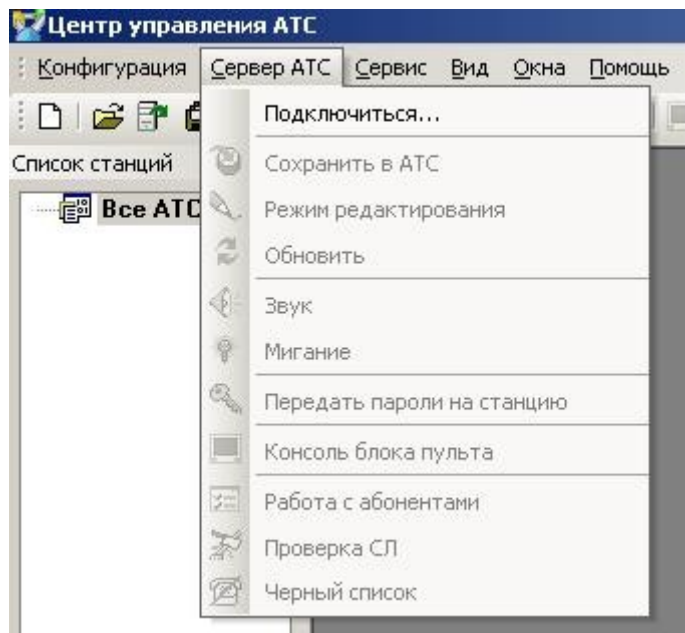 Центр управления АТС
Конфигурация Сервер АТС Сервис Вид Окна Помощь
Подключиться...
Список станций
Сохранить в АТС
Все АТС
Режим редактирования
Обновить
Звук
Мигание
Передать пароли на станцию
Консоль блока пульта
Работа с абонентами
Проверка СЛ
Черный список